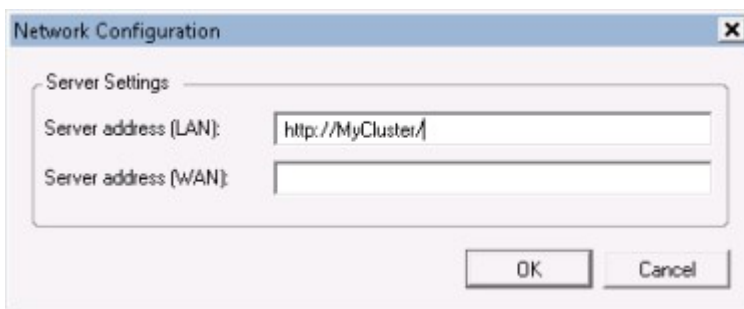 Network Configuration
Server Settings
Server address (LAN): http://MyCluster/
Server address (WAN):
OK Cancel